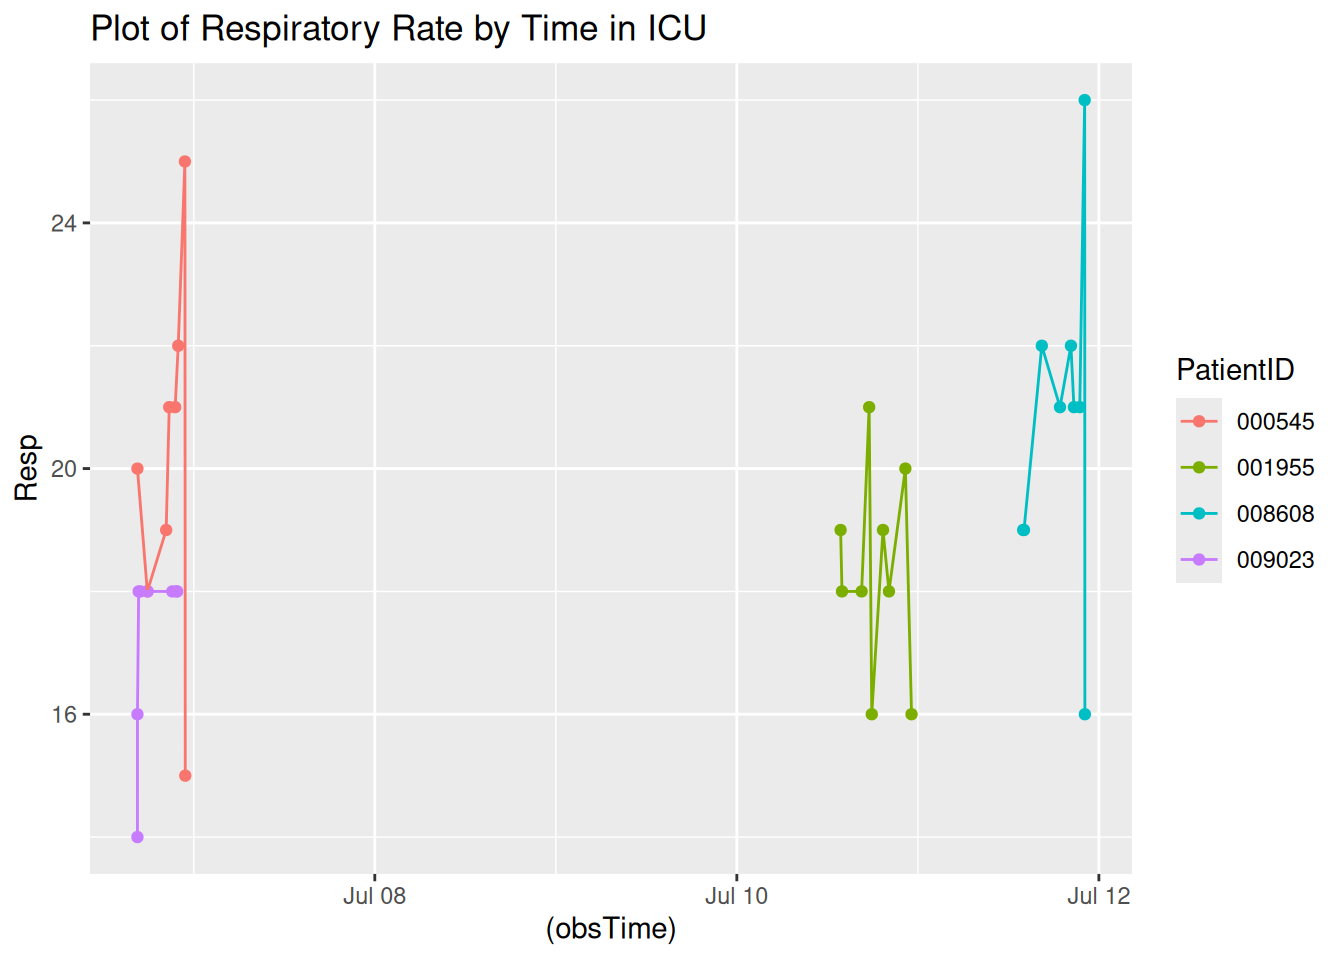 Plot of Respiratory Rate by Time in ICU
24
20
16
Resp
Jul 08
Jul 10
Jul 12
(obsTime)
PatientID
000545
001955
008608
009023